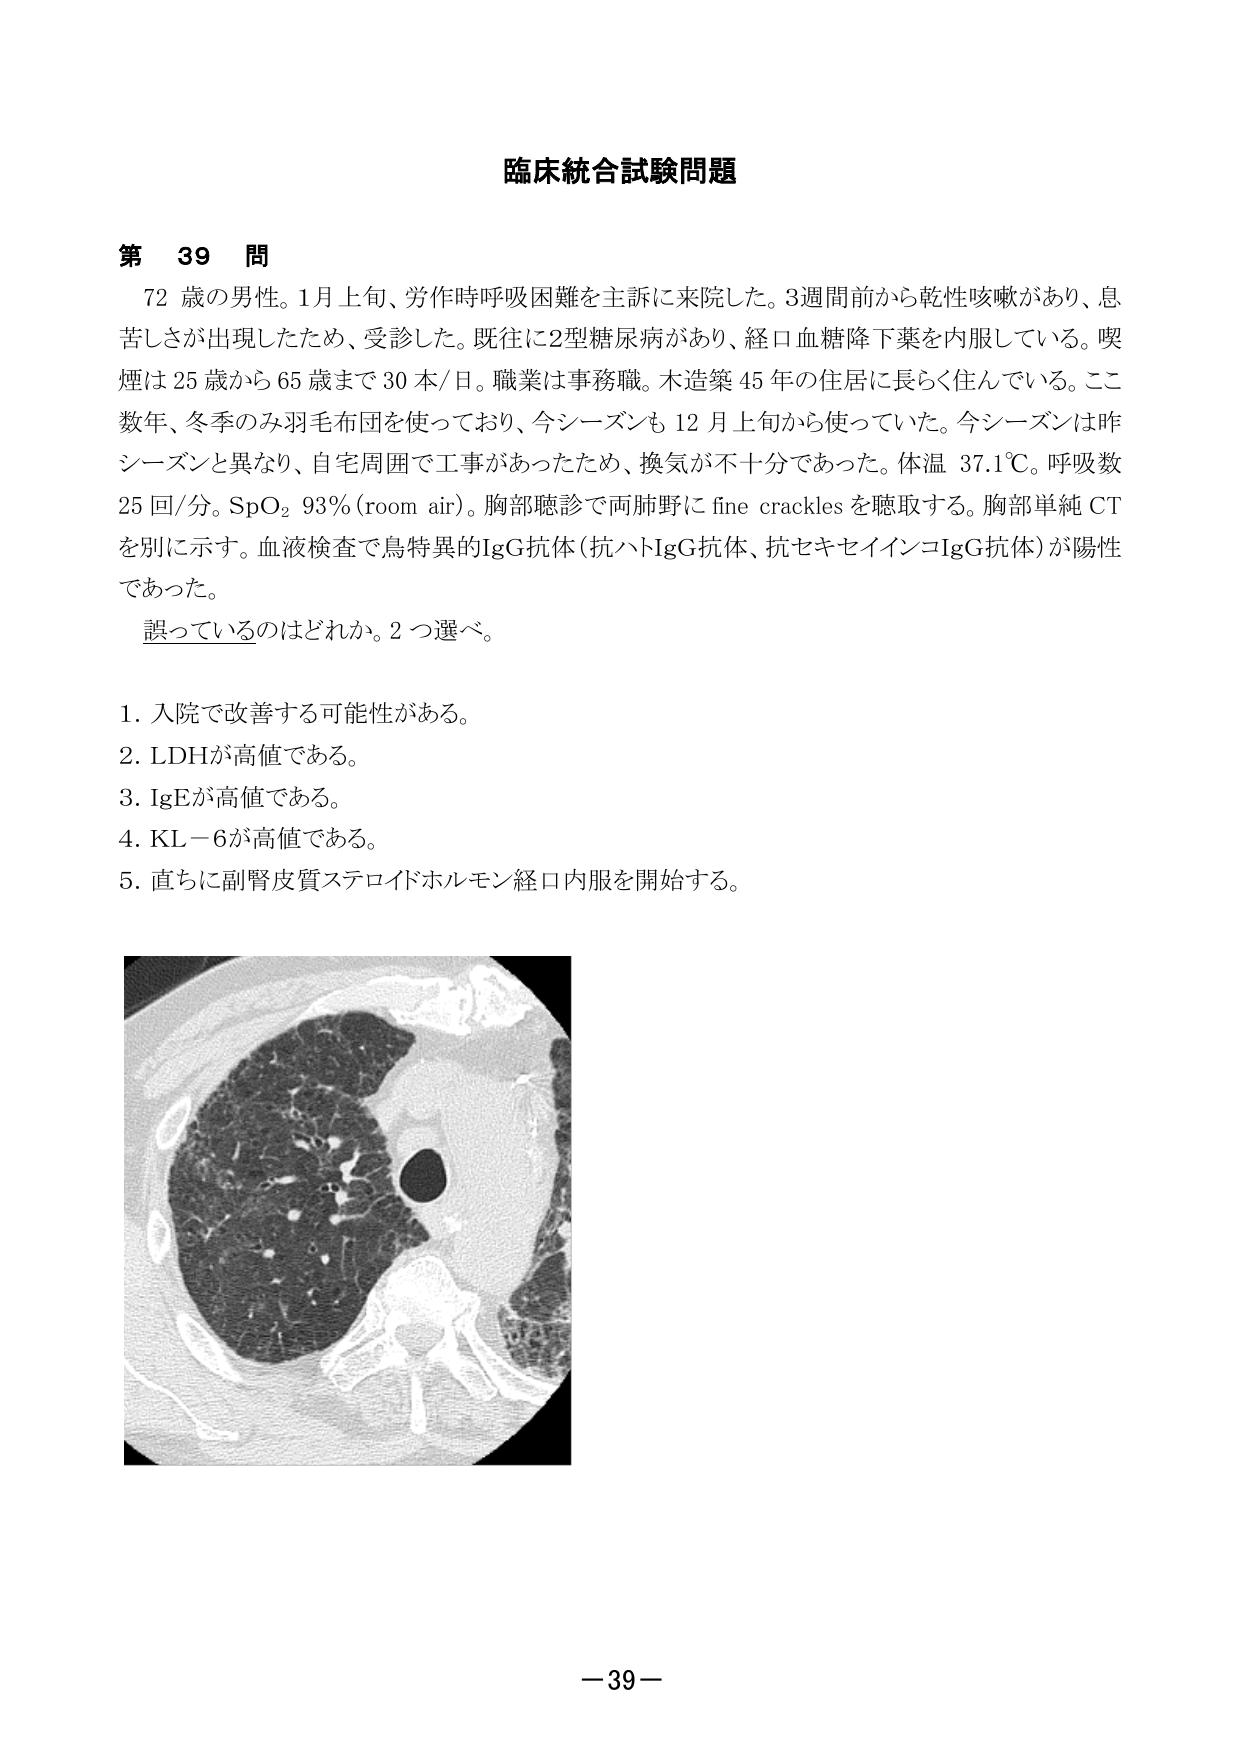 臨床統合試験問題
第 39 問
72 歳の男性。1月上旬、労作時呼吸困難を主訴に来院した。3週間前から乾性咳嗽があり、息
苦しさが出現したため、受診した。既往に2型糖尿病があり、経口血糖降下薬を内服している。喫
煙は 25 歳から 65 歳まで 30 本/日。職業は事務職。木造築 45 年の住居に長らく住んでいる。ここ
数年、冬季のみ羽毛布団を使っており、今シーズンも 12 月上旬から使っていた。今シーズンは昨
シーズンと異なり、自宅周囲で工事があったため、換気が不十分であった。体温 37.1℃。呼吸数
25 回/分。SpO₂ 93%(room air)。胸部聴診で両肺野に fine crackles を聴取する。胸部単純 CT
を別に示す。血液検査で鳥特異的IgG抗体(抗ハトIgG抗体、抗セキセイインコIgG抗体)が陽性
であった。
誤っているのはどれか。2 つ選べ。
1. 入院で改善する可能性がある。
2. LDHが高値である。
3. IgEが高値である。
4. KL－6が高値である。
5. 直ちに副腎皮質ステロイドホルモン経口内服を開始する。
－39－